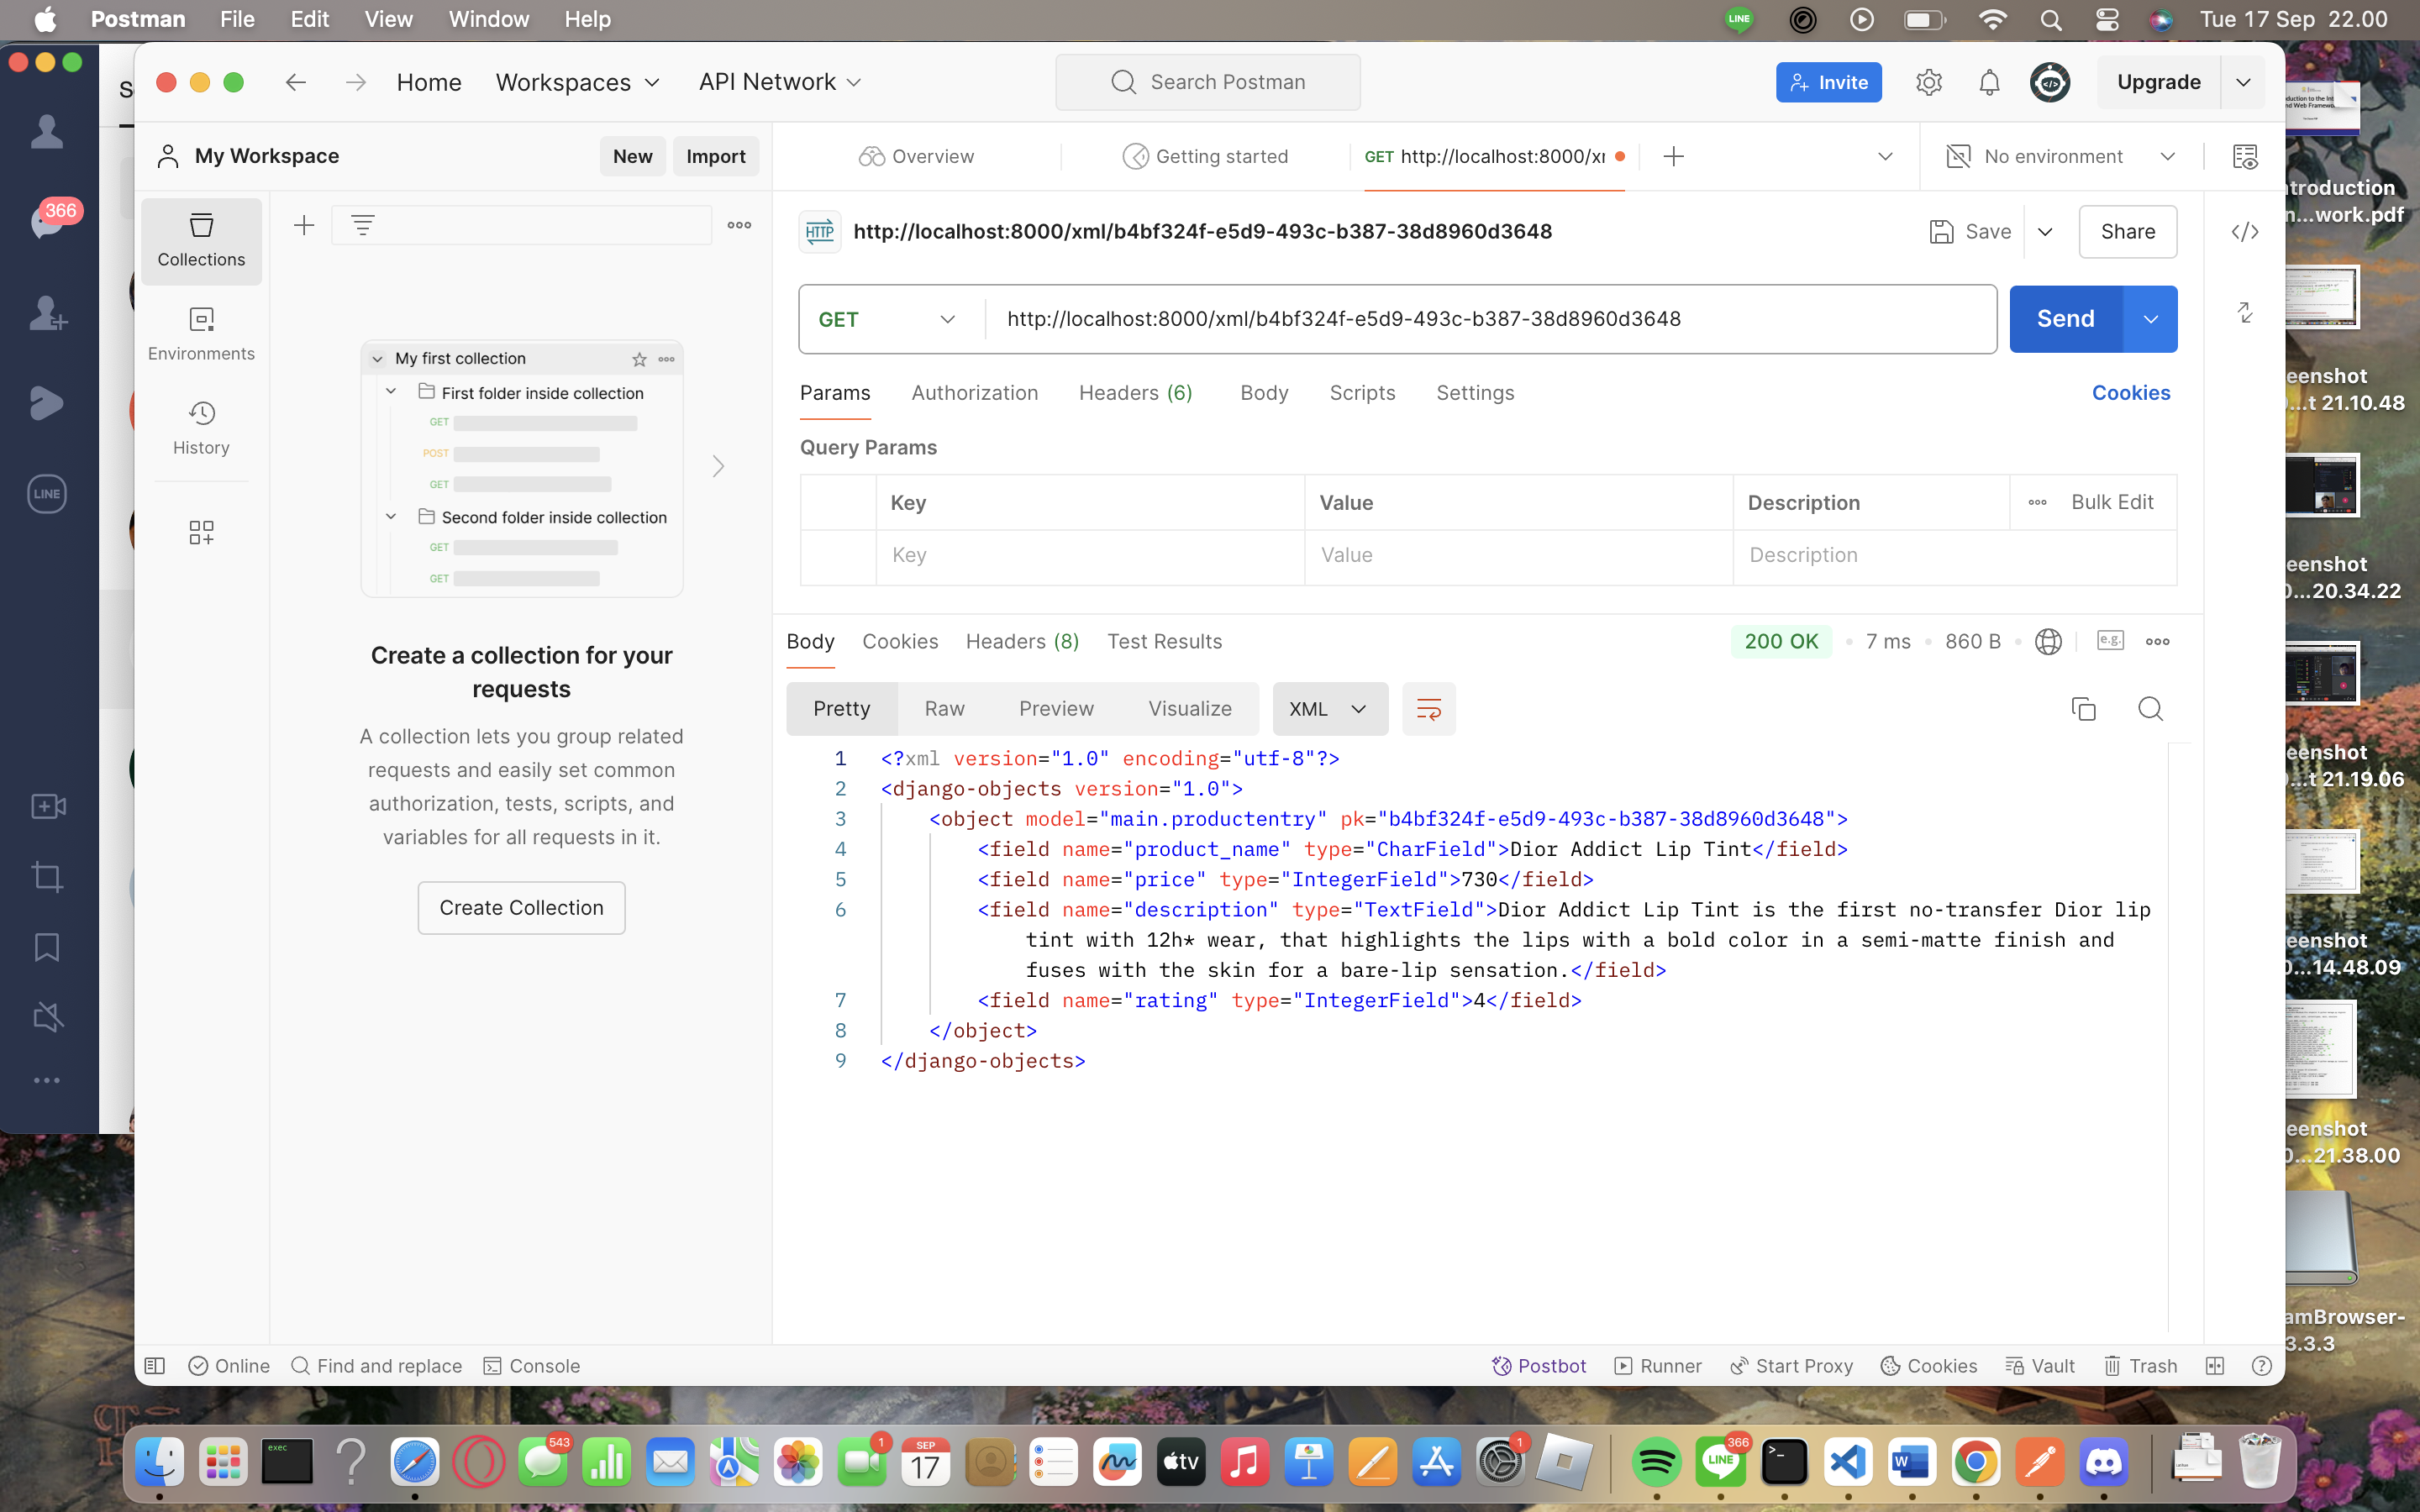 Postman File Edit View Window Help
LINE
Tue 17 Sep 22.00
Home Workspaces API Network
Search Postman
Invite
Upgrade
My Workspace
New Import
Overview
Getting started
GET http://localhost:8000/xr
No environment
366
Collections
Environments
History
LINE
My first collection
First folder inside collection
GET
POST
GET
Second folder inside collection
GET
GET
Create a collection for your
requests
A collection lets you group related
requests and easily set common
authorization, tests, scripts, and
variables for all requests in it.
Create Collection
HTTP http://localhost:8000/xml/b4bf324f-e5d9-493c-b387-38d8960d3648
Save
Share
GET http://localhost:8000/xml/b4bf324f-e5d9-493c-b387-38d8960d3648
Send
Params Authorization Headers (6) Body Scripts Settings
Cookies
Query Params
Key Value Description Bulk Edit
Key Value Description
Body Cookies Headers (8) Test Results
200 OK 7 ms 860 B e.g.
Pretty Raw Preview Visualize XML
1 <?xml version="1.0" encoding="utf-8"?>
2 <django-objects version="1.0">
3 <object model="main.productentry" pk="b4bf324f-e5d9-493c-b387-38d8960d3648">
4 <field name="product_name" type="CharField">Dior Addict Lip Tint</field>
5 <field name="price" type="IntegerField">730</field>
6 <field name="description" type="TextField">Dior Addict Lip Tint is the first no-transfer Dior lip
tint with 12h* wear, that highlights the lips with a bold color in a semi-matte finish and
fuses with the skin for a bare-lip sensation.</field>
7 <field name="rating" type="IntegerField">4</field>
8 </object>
9 </django-objects>
Online Find and replace Console
Postbot Runner Start Proxy Cookies Vault Trash
troduction
n...work.pdf
eenshot
...t 21.10.48
eenshot
...20.34.22
eenshot
...t 21.19.06
eenshot
...14.48.09
eenshot
...21.38.00
amBrowser-
3.3.3
exec
543
1
SEP
17
tv
1
LINE
366
W